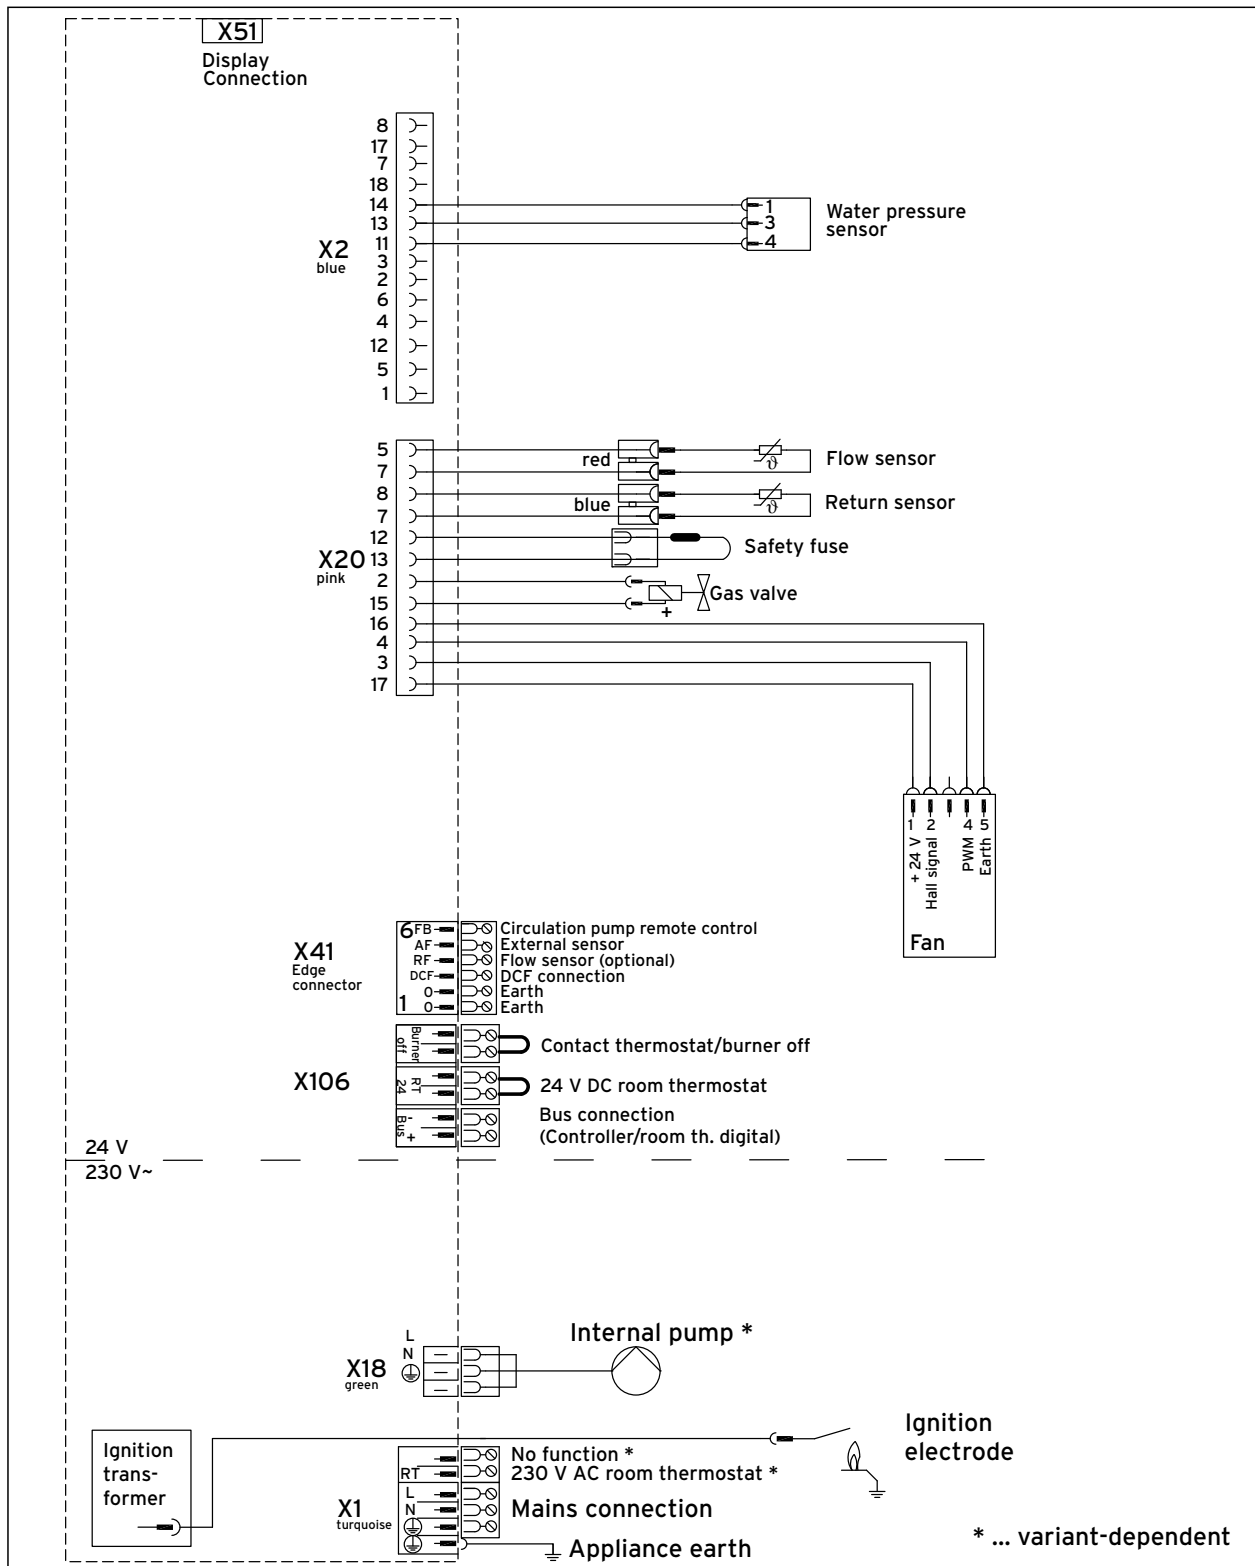 X51
Display
Connection
8
17
7
18
14
13
11
3
2
6
4
12
5
1
X2
blue
1
3
4
Water pressure
sensor
5
7
8
7
12
13
2
15
16
4
3
17
X20
pink
red
blue
ϑ
Flow sensor
ϑ
Return sensor
Safety fuse
Gas valve
+
1 2 4 5
+ 24 V
Hall signal
PWM
Earth
Fan
X41
Edge
connector
6 FB Circulation pump remote control
AF External sensor
RF Flow sensor (optional)
DCF DCF connection
0 Earth
1 0 Earth
X106
Burner
off
Contact thermostat/burner off
RT
24
24 V DC room thermostat
Bus
-
+
Bus connection
(Controller/room th. digital)
24 V
230 V~
Internal pump *
L
N
X18
green
Ignition
electrode
Ignition
trans-
former
No function *
RT 230 V AC room thermostat *
L
N
X1
turquoise
Mains connection
Appliance earth
* ... variant-dependent